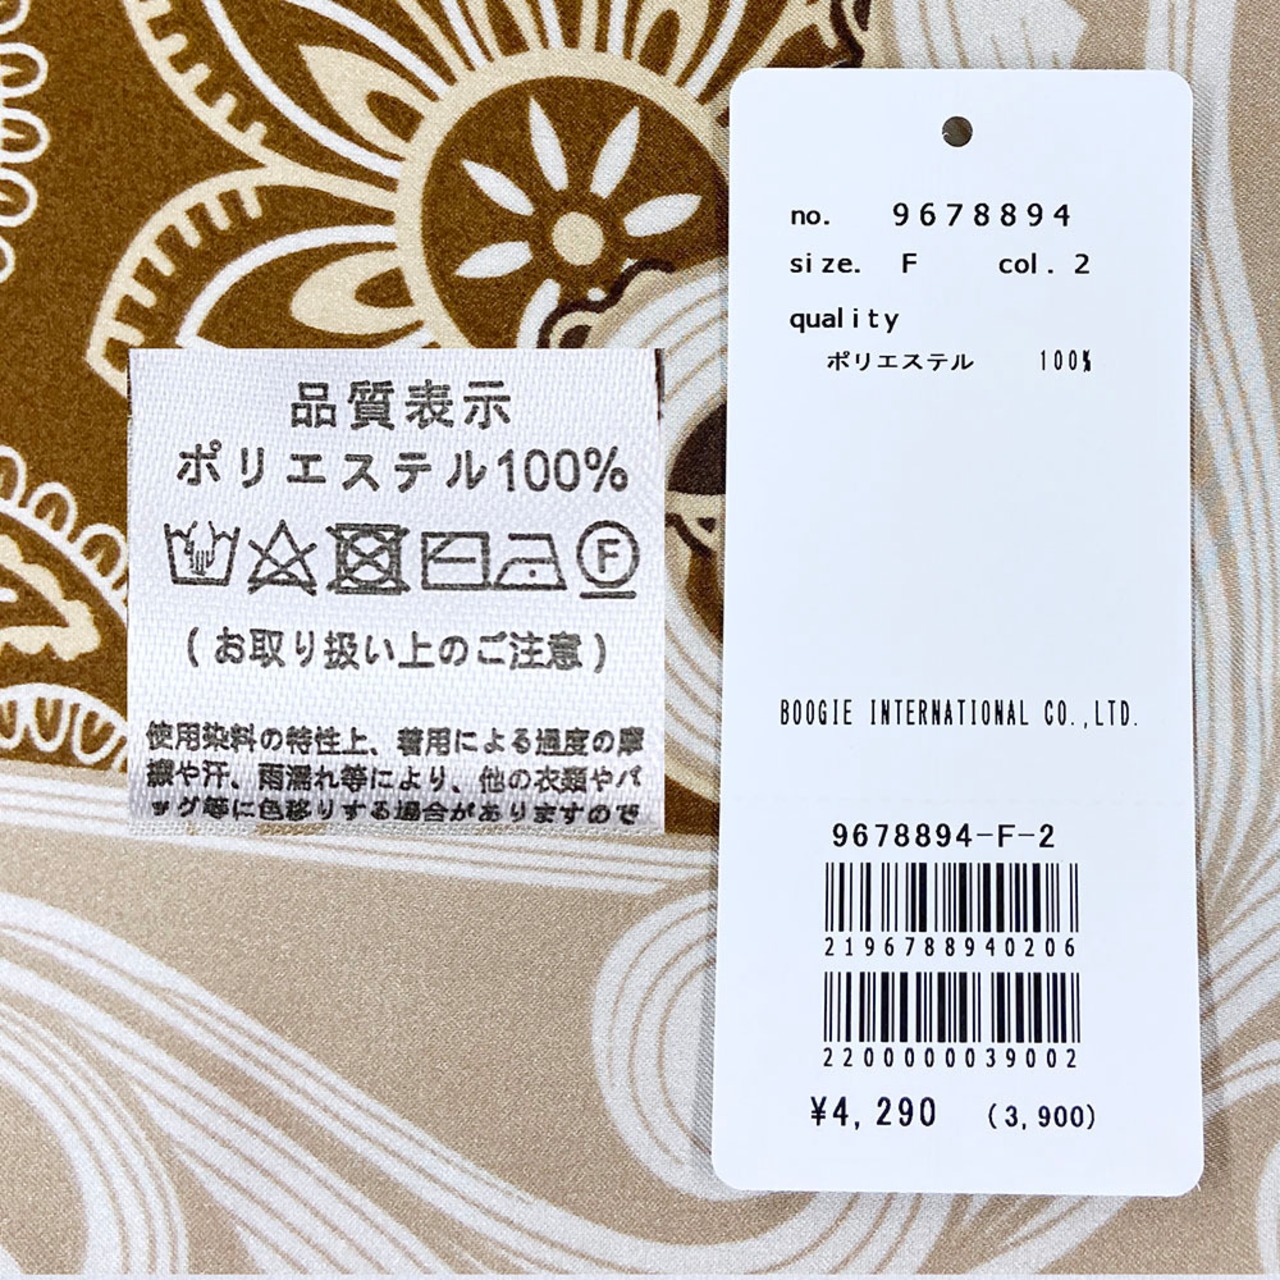 品質表示
ポリエステル100%
F
(お取り扱い上のご注意)
使用染料の特性上、着用による過度の摩
擦や汗、雨濡れ等により、他の衣類やバ
ッグ等に色移りする場合がありますので
no. 9678894
size. F col. 2
quality
ポリエステル 100%
BOOGIE INTERNATIONAL CO.,LTD.
9678894-F-2
2196788940206
2200000039002
¥4,290 (3,900)